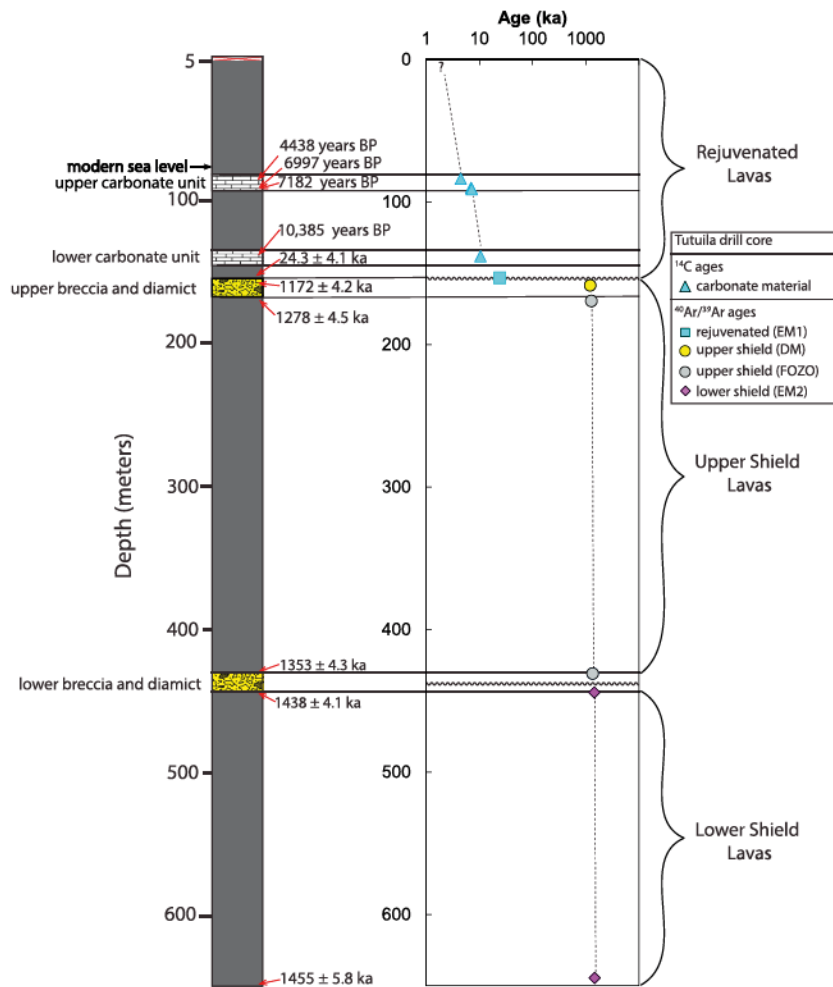 Age (ka)
1 10 100 1000
5
0
?
4438 years BP
6997 years BP
modern sea level
upper carbonate unit
7182 years BP
100
100
Rejuvenated
Lavas
10,385 years BP
lower carbonate unit
24.3 ± 4.1 ka
upper breccia and diamict
1172 ± 4.2 ka
1278 ± 4.5 ka
Tutuila drill core
¹⁴C ages
carbonate material
⁴⁰Ar/³⁹Ar ages
rejuvenated (EM1)
upper shield (DM)
upper shield (FOZO)
lower shield (EM2)
200
200
Depth (meters)
300
300
Upper Shield
Lavas
400
400
1353 ± 4.3 ka
lower breccia and diamict
1438 ± 4.1 ka
500
500
Lower Shield
Lavas
600
600
1455 ± 5.8 ka